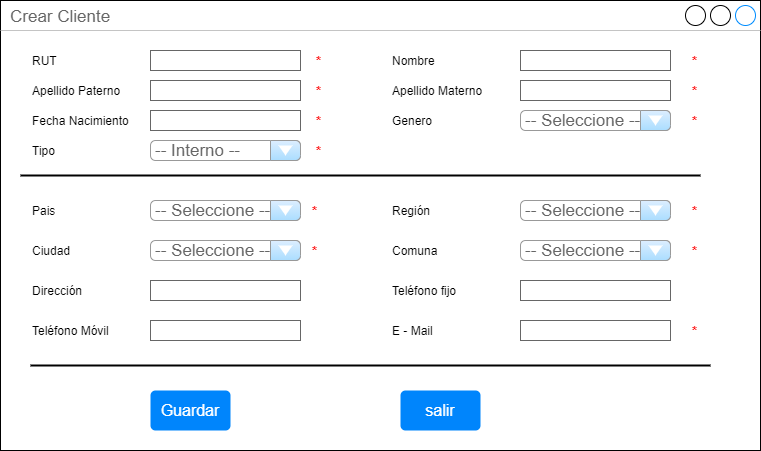 Crear Cliente
RUT * Nombre *
Apellido Paterno * Apellido Materno *
Fecha Nacimiento * Genero -- Seleccione -- *
Tipo -- Interno -- *
Pais -- Seleccione -- * Región -- Seleccione -- *
Ciudad -- Seleccione -- * Comuna -- Seleccione -- *
Dirección Teléfono fijo
Teléfono Móvil E - Mail *
Guardar salir